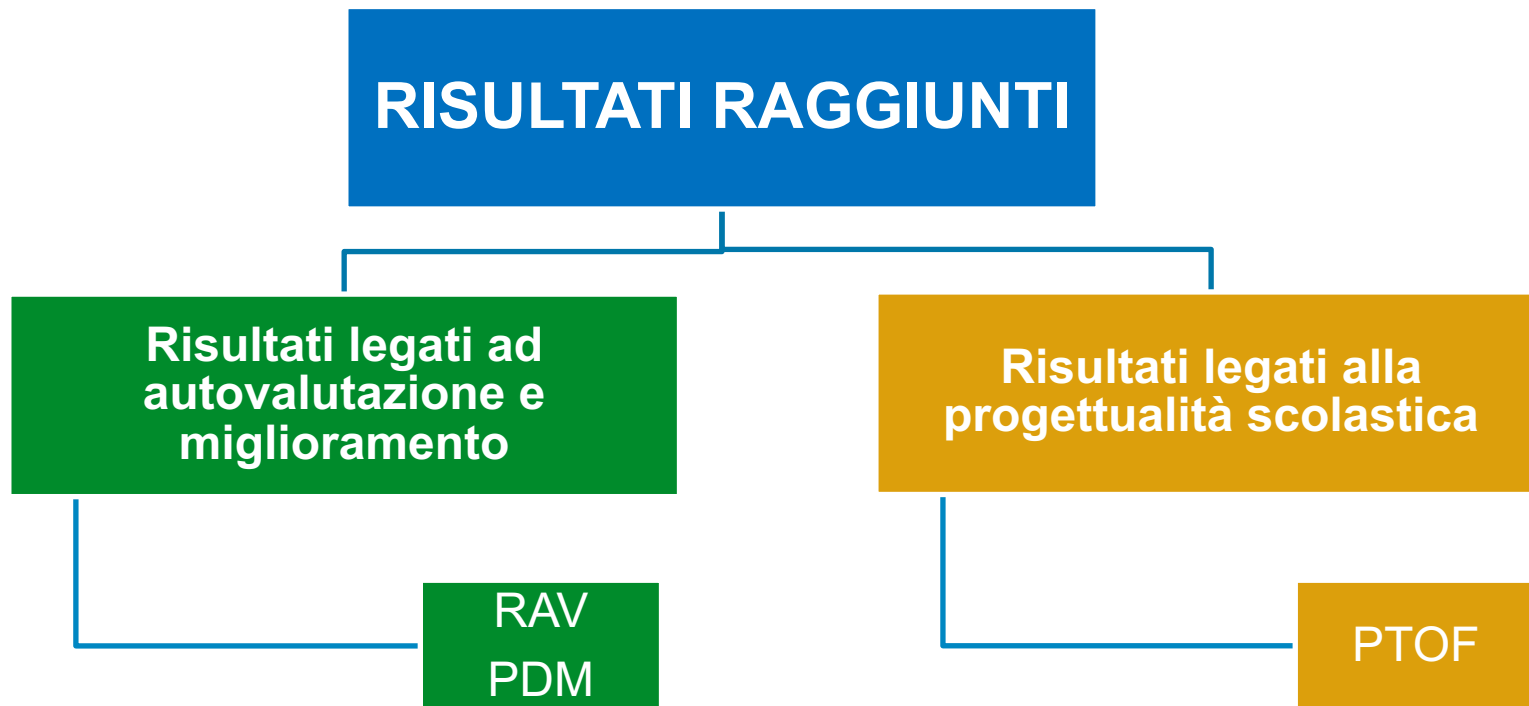 RISULTATI RAGGIUNTI
Risultati legati ad
autovalutazione e
miglioramento
Risultati legati alla
progettualità scolastica
RAV
PDM
PTOF